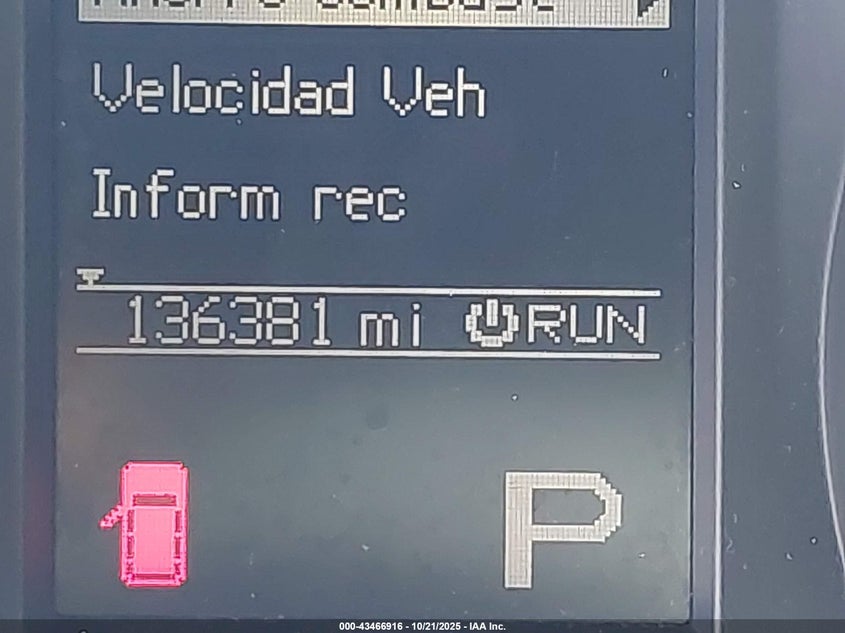 Velocidad Veh
Inform rec
136381 mi RUN
P
000-43466916 - 10/21/2025 - IAA Inc.